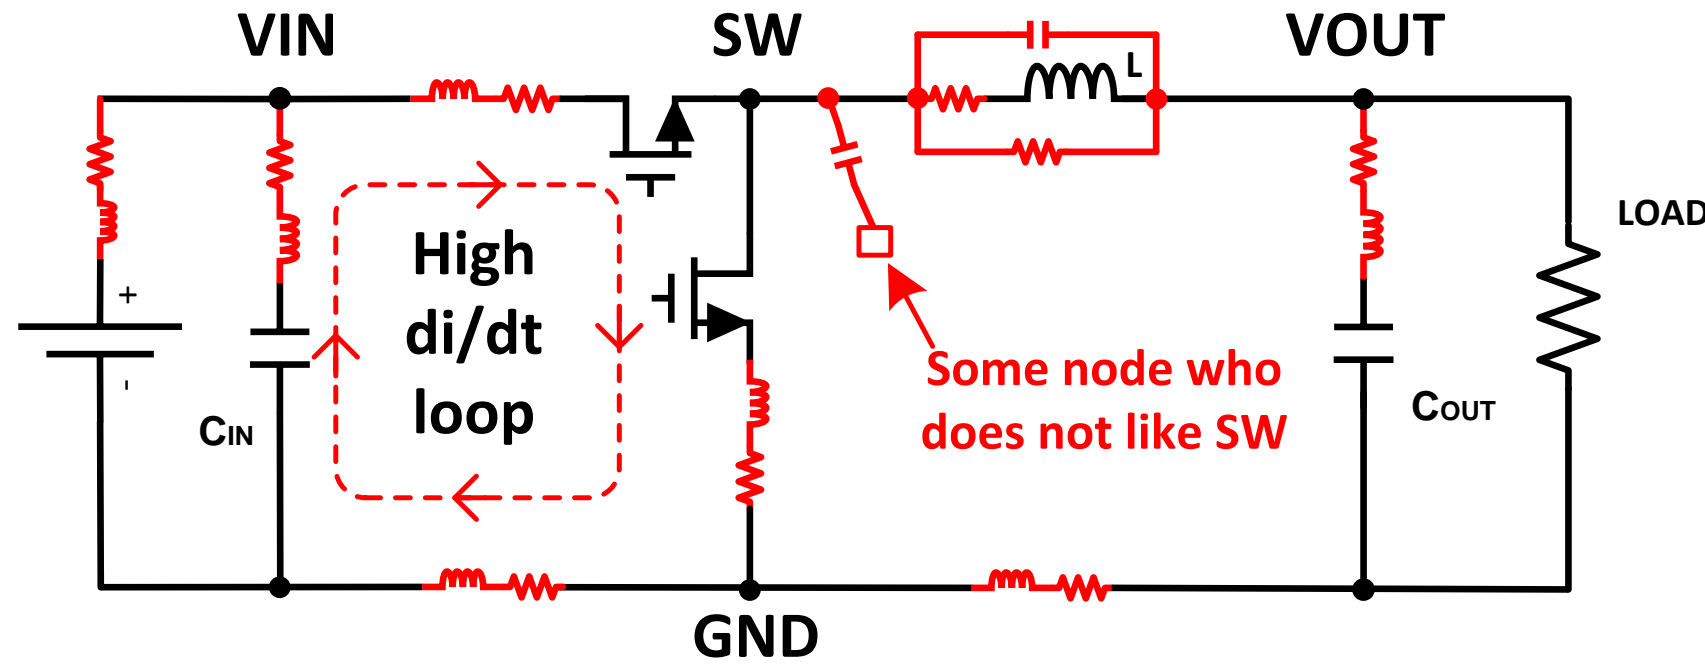 VIN
SW
VOUT
L
LOAD
+
-
High
di/dt
loop
CIN
Some node who
does not like SW
COUT
GND